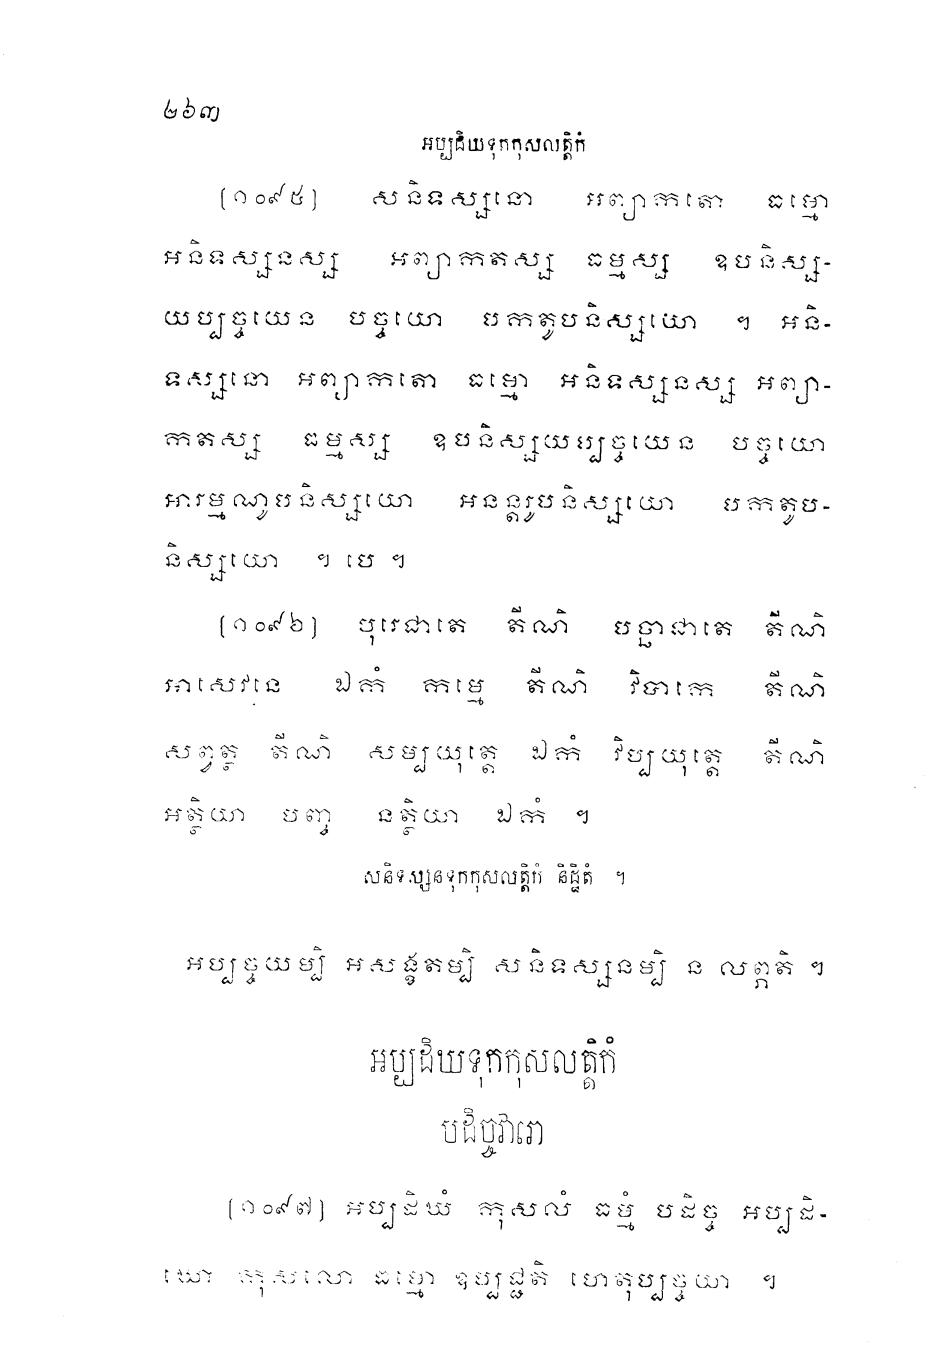 ២៦៣
អប្បដិឃទុកកុសលត្តិកំ
[១០៩៥] សនិទស្សនោ អព្យាកតោ ធម្មោ
អនិទស្សនស្ស អព្យាកតស្ស ធម្មស្ស ឧបនិស្ស-
យប្បច្ចយេន បច្ចយោ បកតូបនិស្សយោ ។ អនិ-
ទស្សនោ អព្យាកតោ ធម្មោ អនិទស្សនស្ស អព្យា-
កតស្ស ធម្មស្ស ឧបនិស្សយប្បច្ចយេន បច្ចយោ
អារម្មណូបនិស្សយោ អនន្តរូបនិស្សយោ បកតូប-
និស្សយោ ។ បេ ។
[១០៩៦] បុរេជាតេ តីណិ បច្ឆាជាតេ តីណិ
អាសេវនេ ឯកំ កម្មេ តីណិ វិបាកេ តីណិ
សព្វត្ថ តីណិ សម្បយុត្តេ ឯកំ វិប្បយុត្តេ តីណិ
អត្ថិយា បញ្ច នត្ថិយា ឯកំ ។
សនិទស្សនទុកកុសលត្តិកំ និដ្ឋិតំ ។
អប្បច្ចយម្បិ អសង្ខតម្បិ សនិទស្សនម្បិ ន លព្ភតិ ។
អប្បដិឃទុកកុសលត្តិកំ
បដិច្ចវារោ
[១០៩៧] អប្បដិឃំ កុសលំ ធម្មំ បដិច្ច អប្បដិ-
ឃោ កុសលោ ធម្មោ ឧប្បជ្ជតិ ហេតុប្បច្ចយា ។